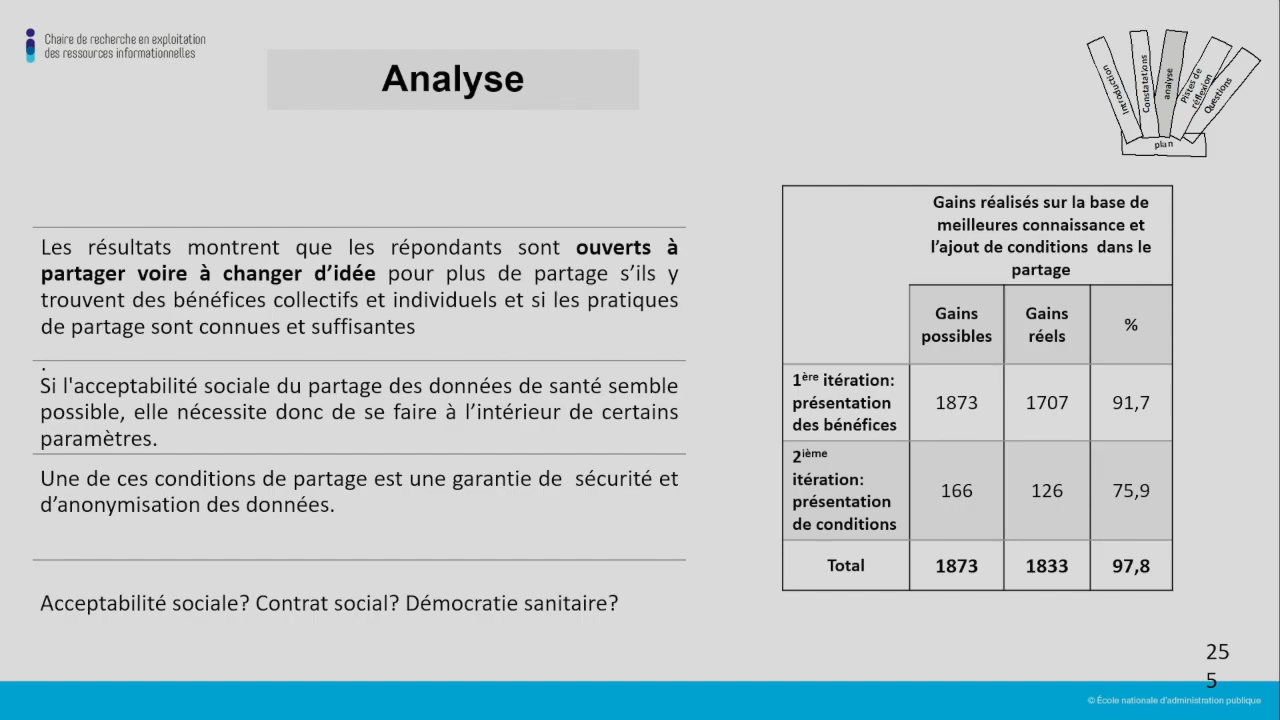 Chaire de recherche en exploitation
des ressources informationnelles
Analyse
Introduction
Constatations
analyse
Pistes de
réflexion
Questions
plan
Les résultats montrent que les répondants sont ouverts à
partager voire à changer d’idée pour plus de partage s’ils y
trouvent des bénéfices collectifs et individuels et si les pratiques
de partage sont connues et suffisantes
.
Si l'acceptabilité sociale du partage des données de santé semble
possible, elle nécessite donc de se faire à l’intérieur de certains
paramètres.
Une de ces conditions de partage est une garantie de  sécurité et
d’anonymisation des données.
Acceptabilité sociale? Contrat social? Démocratie sanitaire?
Gains réalisés sur la base de
meilleures connaissance et
l’ajout de conditions  dans le
partage
Gains
possibles
Gains
réels
%
1ère itération:
présentation
des bénéfices
1873
1707
91,7
2ième
itération:
présentation
de conditions
166
126
75,9
Total
1873
1833
97,8
25
5
© École nationale d'administration publique